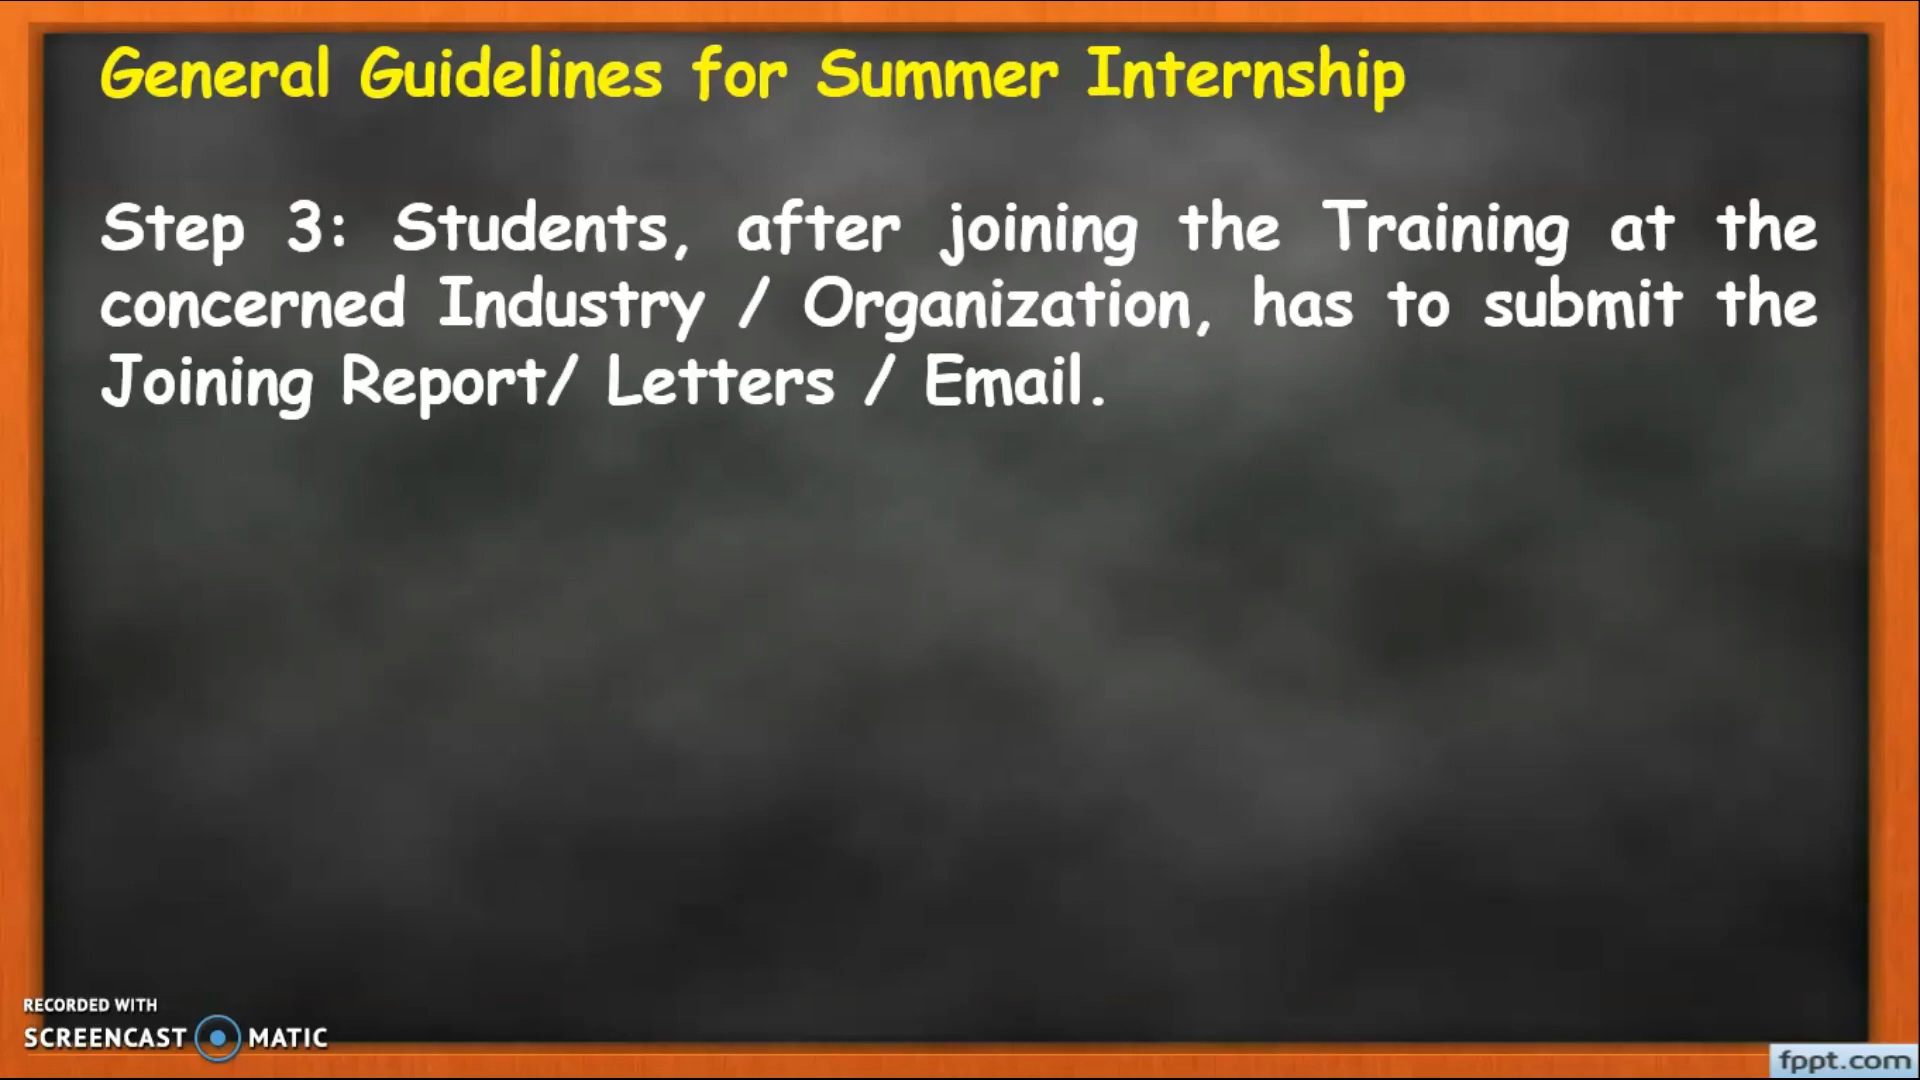 General Guidelines for Summer Internship
Step 3: Students, after joining the Training at the
concerned Industry / Organization, has to submit the
Joining Report/ Letters / Email.
RECORDED WITH
SCREENCAST MATIC
fppt.com